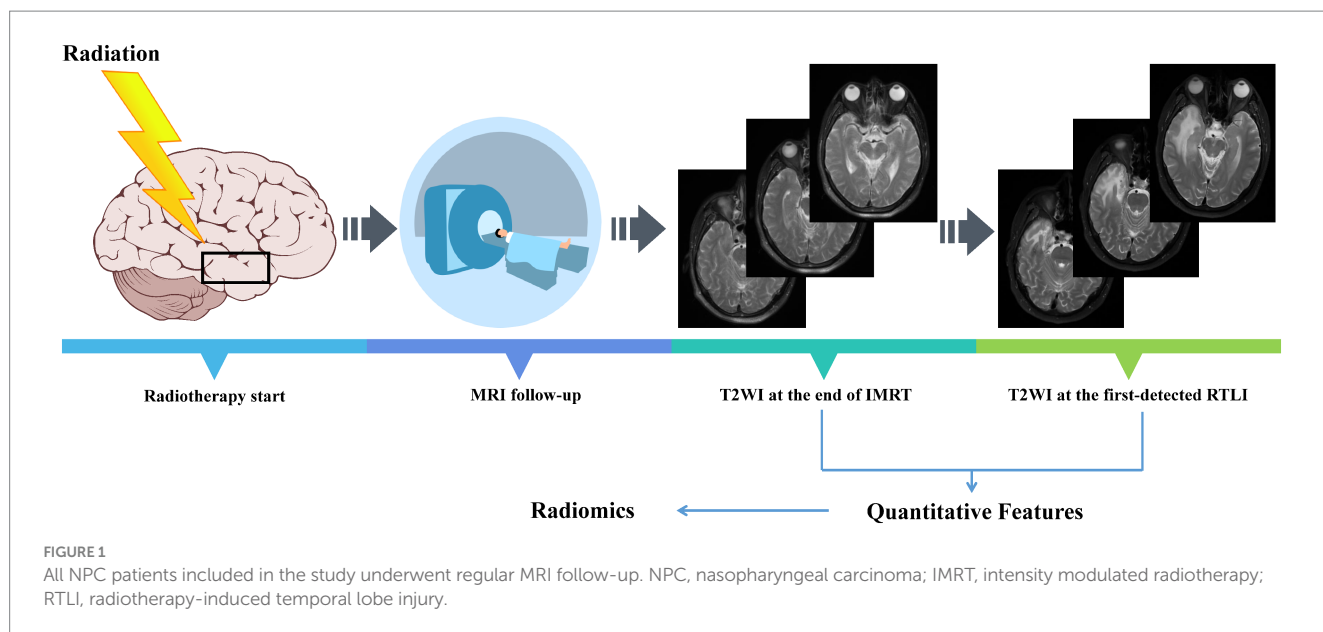 Radiation
Radiotherapy start
MRI follow-up
T2WI at the end of IMRT
T2WI at the first-detected RTLI
Radiomics
Quantitative Features
FIGURE 1
All NPC patients included in the study underwent regular MRI follow-up. NPC, nasopharyngeal carcinoma; IMRT, intensity modulated radiotherapy;
RTLI, radiotherapy-induced temporal lobe injury.